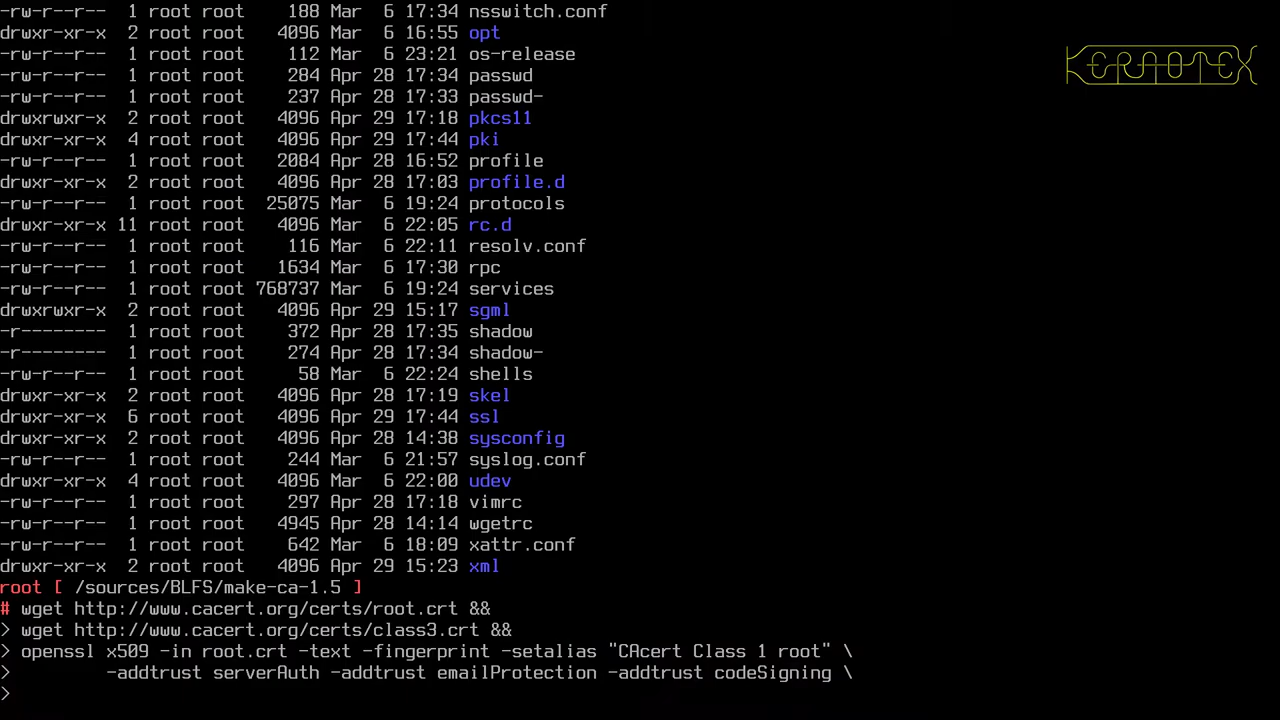 -rw-r--r--  1 root root    188 Mar  6 17:34 nsswitch.conf
drwxr-xr-x  2 root root   4096 Mar  6 16:55 opt
-rw-r--r--  1 root root    112 Mar  6 23:21 os-release
-rw-r--r--  1 root root    284 Apr 28 17:34 passwd
-rw-r--r--  1 root root    237 Apr 28 17:33 passwd-
drwxrwxr-x  2 root root   4096 Apr 29 17:18 pkcs11
drwxr-xr-x  4 root root   4096 Apr 29 17:44 pki
-rw-r--r--  1 root root   2084 Apr 28 16:52 profile
drwxr-xr-x  2 root root   4096 Apr 28 17:03 profile.d
-rw-r--r--  1 root root  25075 Mar  6 19:24 protocols
drwxr-xr-x 11 root root   4096 Mar  6 22:05 rc.d
-rw-r--r--  1 root root    116 Mar  6 22:11 resolv.conf
-rw-r--r--  1 root root   1634 Mar  6 17:30 rpc
-rw-r--r--  1 root root 768737 Mar  6 19:24 services
drwxrwxr-x  2 root root   4096 Apr 29 15:17 sgml
-r--------  1 root root    372 Apr 28 17:35 shadow
-r--------  1 root root    274 Apr 28 17:34 shadow-
-rw-r--r--  1 root root     58 Mar  6 22:24 shells
drwxr-xr-x  2 root root   4096 Apr 28 17:19 skel
drwxr-xr-x  6 root root   4096 Apr 29 17:44 ssl
drwxr-xr-x  2 root root   4096 Apr 28 14:38 sysconfig
-rw-r--r--  1 root root    244 Mar  6 21:57 syslog.conf
drwxr-xr-x  4 root root   4096 Mar  6 22:00 udev
-rw-r--r--  1 root root    297 Apr 28 17:18 vimrc
-rw-r--r--  1 root root   4945 Apr 28 14:14 wgetrc
-rw-r--r--  1 root root    642 Mar  6 18:09 xattr.conf
drwxr-xr-x  2 root root   4096 Apr 29 15:23 xml
root [ /sources/BLFS/make-ca-1.5 ]
# wget http://www.cacert.org/certs/root.crt &&
> wget http://www.cacert.org/certs/class3.crt &&
> openssl x509 -in root.crt -text -fingerprint -setalias "CAcert Class 1 root" \
>         -addtrust serverAuth -addtrust emailProtection -addtrust codeSigning \
>